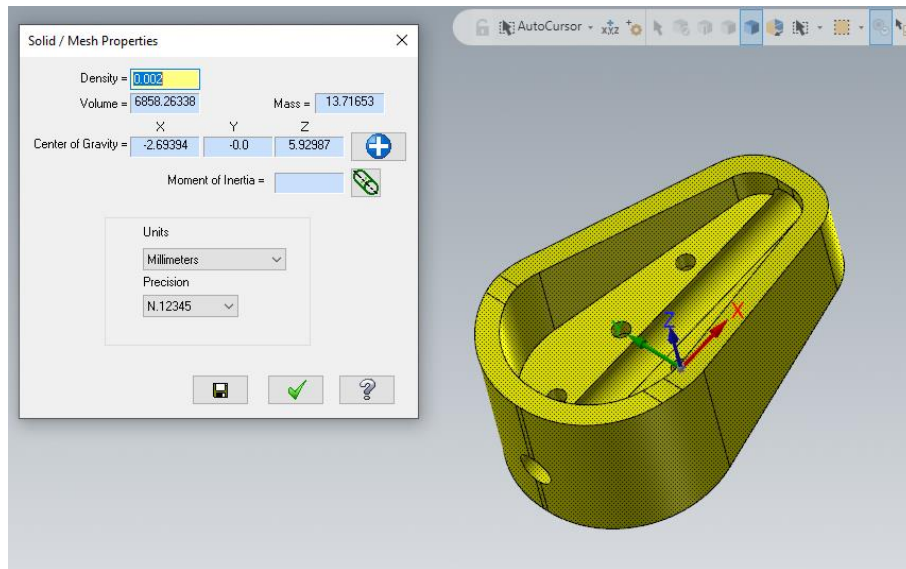 Solid / Mesh Properties
AutoCursor
Density = 0.002
Volume = 6858.26338 Mass = 13.71653
X Y Z
Center of Gravity = -2.69394 -0.0 5.92987
Moment of Inertia =
Units
Millimeters
Precision
N.12345
Z X